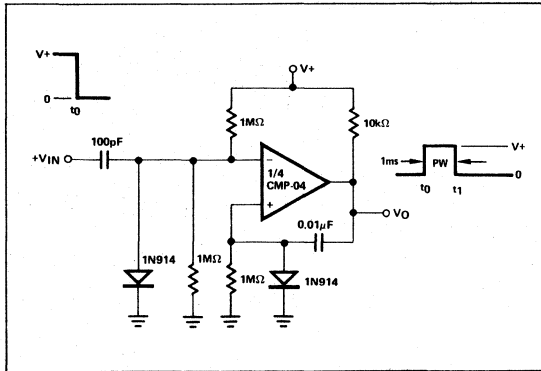 V+
0
t0
V+
1MΩ
10kΩ
100pF
+VIN
−
1/4
CMP-04
+
1ms
PW
V+
0
t0
t1
0.01μF
VO
1N914
1MΩ
1MΩ
1N914